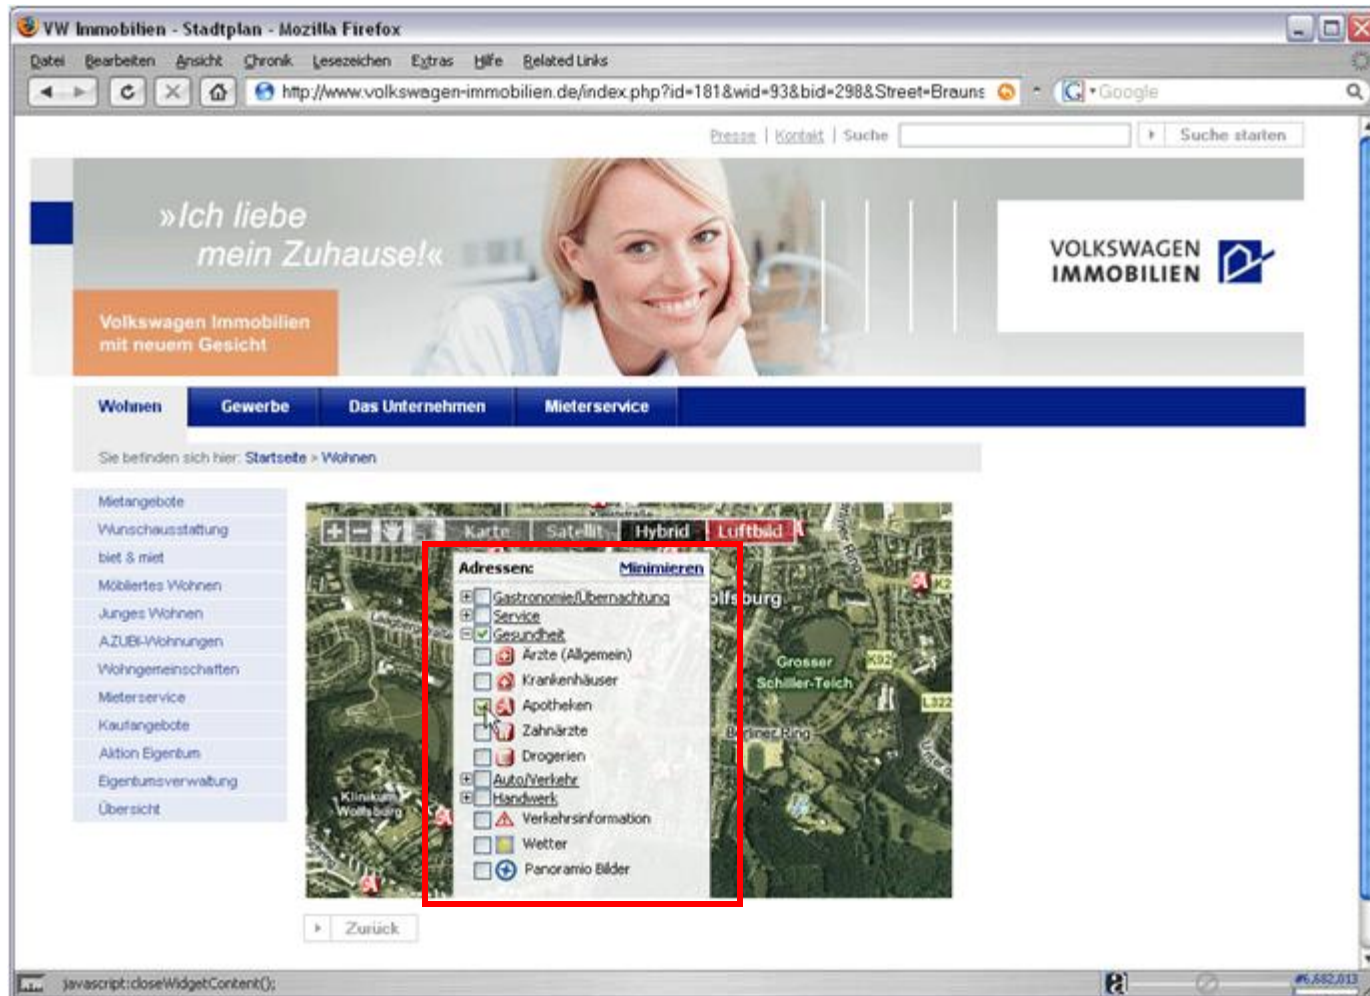 VW Immobilien - Stadtplan - Mozilla Firefox
Datei Bearbeiten Ansicht Chronik Lesezeichen Extras Hilfe Related Links
http://www.volkswagen-immobilien.de/index.php?id=181&wid=93&bid=298&Street=Brauns
Google
Presse | Kontakt | Suche
Suche starten
»Ich liebe
mein Zuhause!«
VOLKSWAGEN
IMMOBILIEN
Volkswagen Immobilien
mit neuem Gesicht
Wohnen Gewerbe Das Unternehmen Mieterservice
Sie befinden sich hier: Startseite > Wohnen
Mietangebote
Wunschausstattung
biet & miet
Möbliertes Wohnen
Junges Wohnen
AZUBI-Wohnungen
Wohngemeinschaften
Mieterservice
Kaufangebote
Aktion Eigentum
Eigentumsverwaltung
Übersicht
Karte Satellit Hybrid Luftbild
Adressen: Minimieren
Gastronomie/Übernachtung
Service
Gesundheit
Ärzte (Allgemein)
Krankenhäuser
Apotheken
Zahnärzte
Drogerien
Auto/Verkehr
Handwerk
Verkehrsinformation
Wetter
Panoramio Bilder
olfsburg
Grosser
Schiller-Teich
K92
L322
Berliner Ring
Klinikum
Wolfsburg
Zurück
javascript:closeWidgetContent();